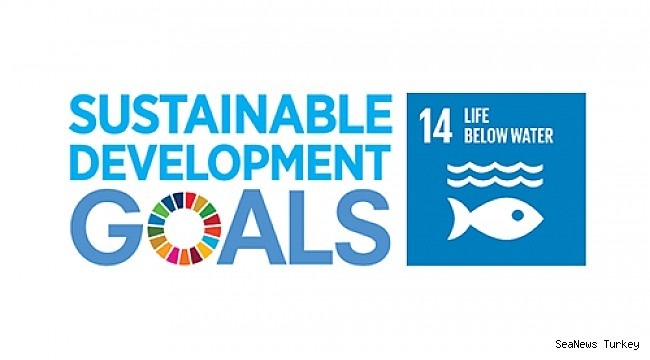 SUSTAINABLE
DEVELOPMENT
GOALS
14 LIFE
BELOW WATER
SeaNews Turkey